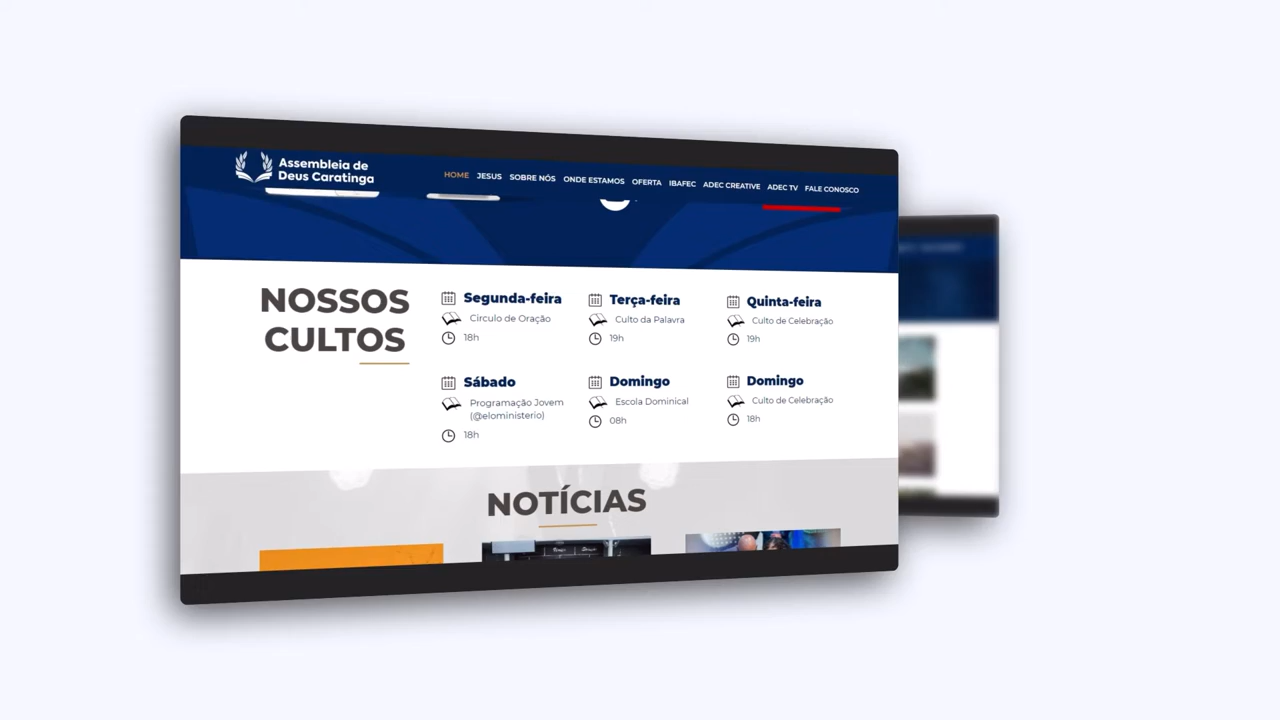 Assembleia de
Deus Caratinga
HOME JESUS SOBRE NÓS ONDE ESTAMOS OFERTA IBAFEC ADEC CREATIVE ADEC TV FALE CONOSCO
NOSSOS
CULTOS
Segunda-feira
Circulo de Oração
18h
Terça-feira
Culto da Palavra
19h
Quinta-feira
Culto de Celebração
19h
Sábado
Programação Jovem
(@eloministerio)
18h
Domingo
Escola Dominical
08h
Domingo
Culto de Celebração
18h
NOTÍCIAS